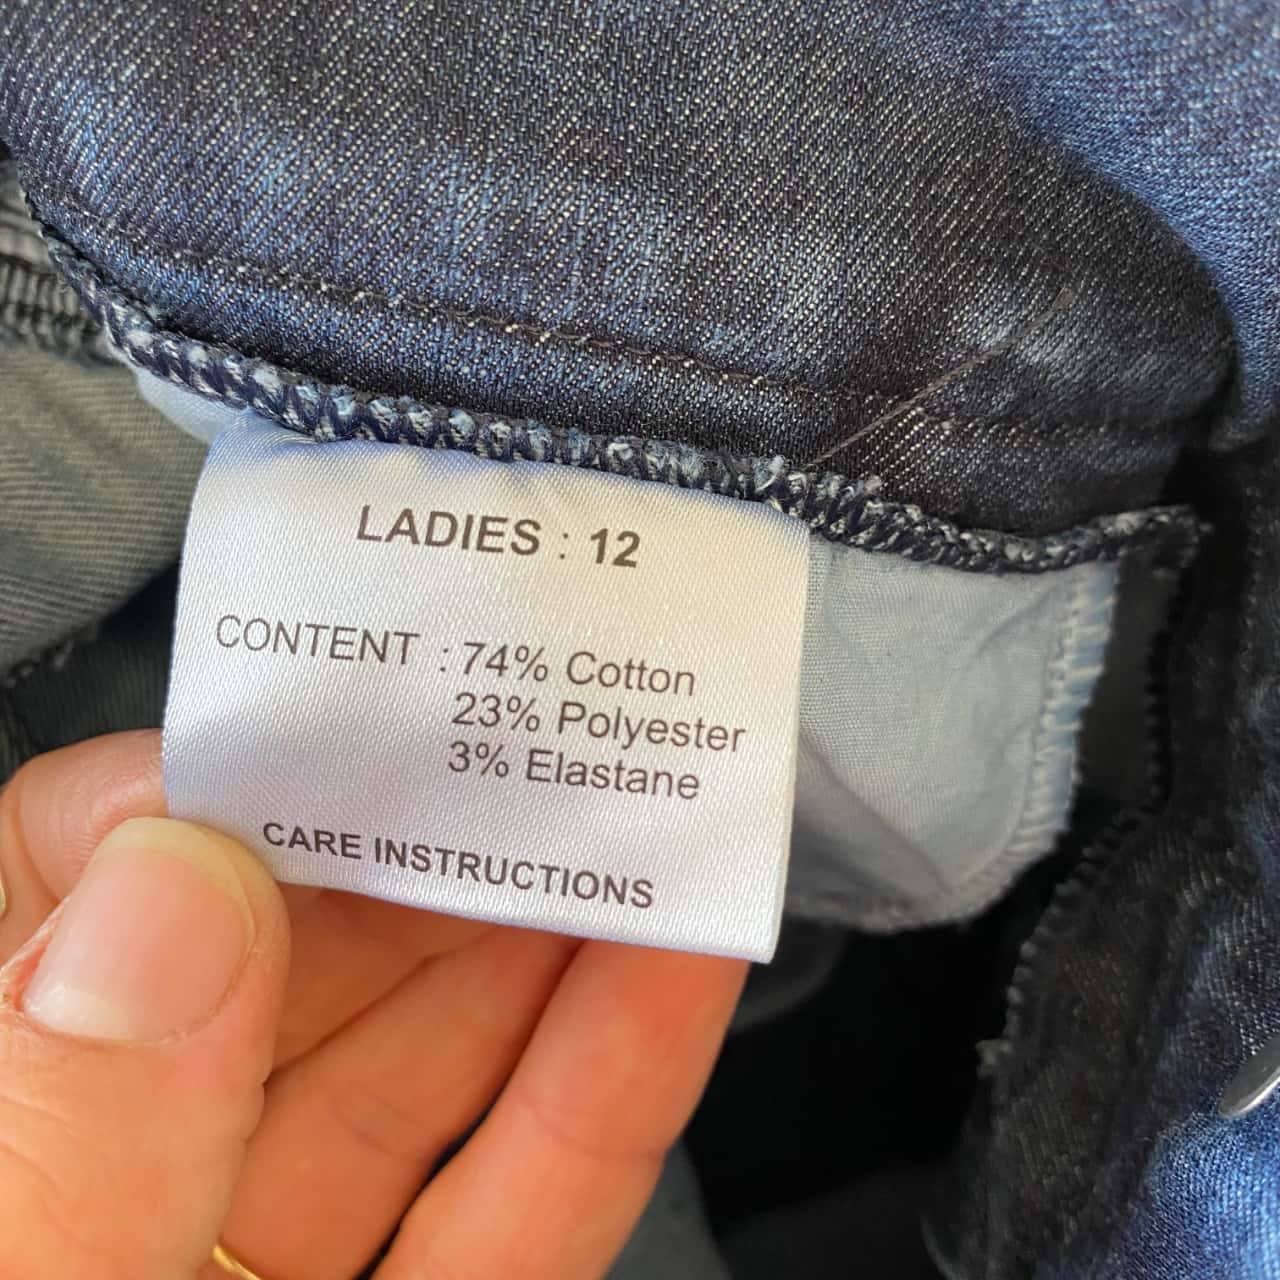 LADIES : 12
CONTENT : 74% Cotton
23% Polyester
3% Elastane
CARE INSTRUCTIONS